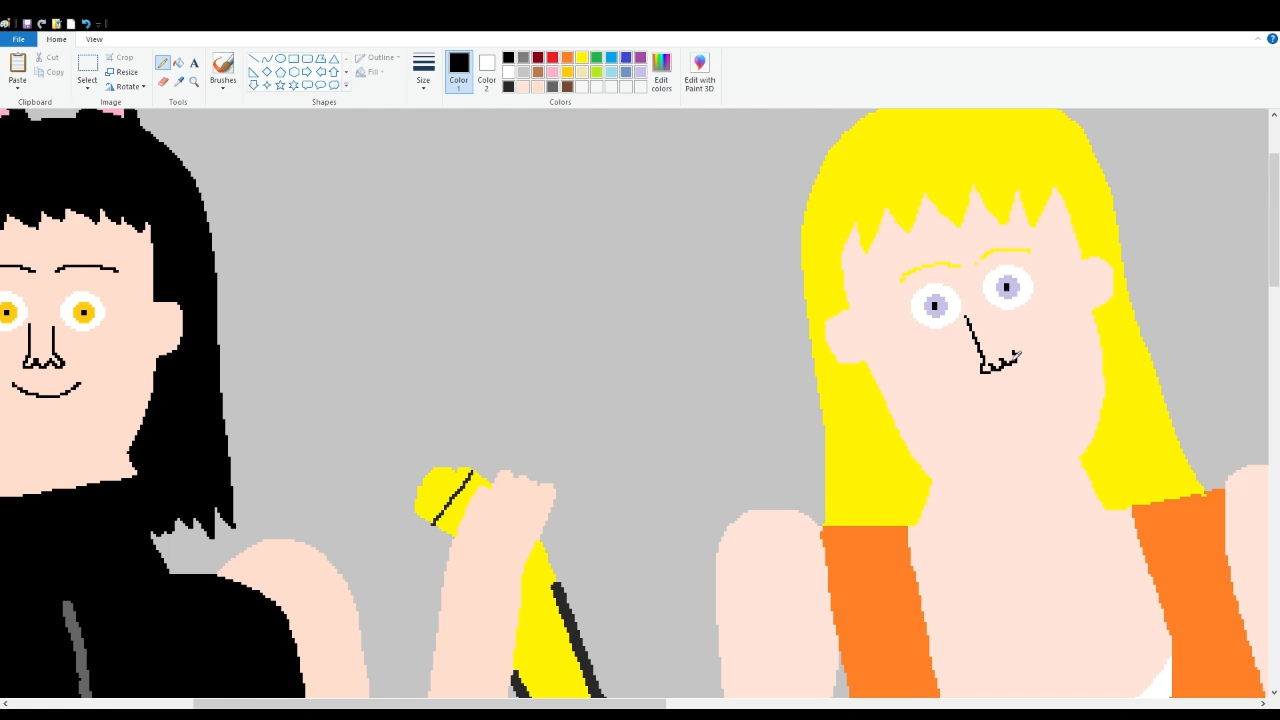 File Home View
Paste Cut Copy Select Crop Resize Rotate A Brushes Outline Fill Size Color 1 Color 2 Edit colors Edit with Paint 3D
Clipboard Image Tools Shapes Colors